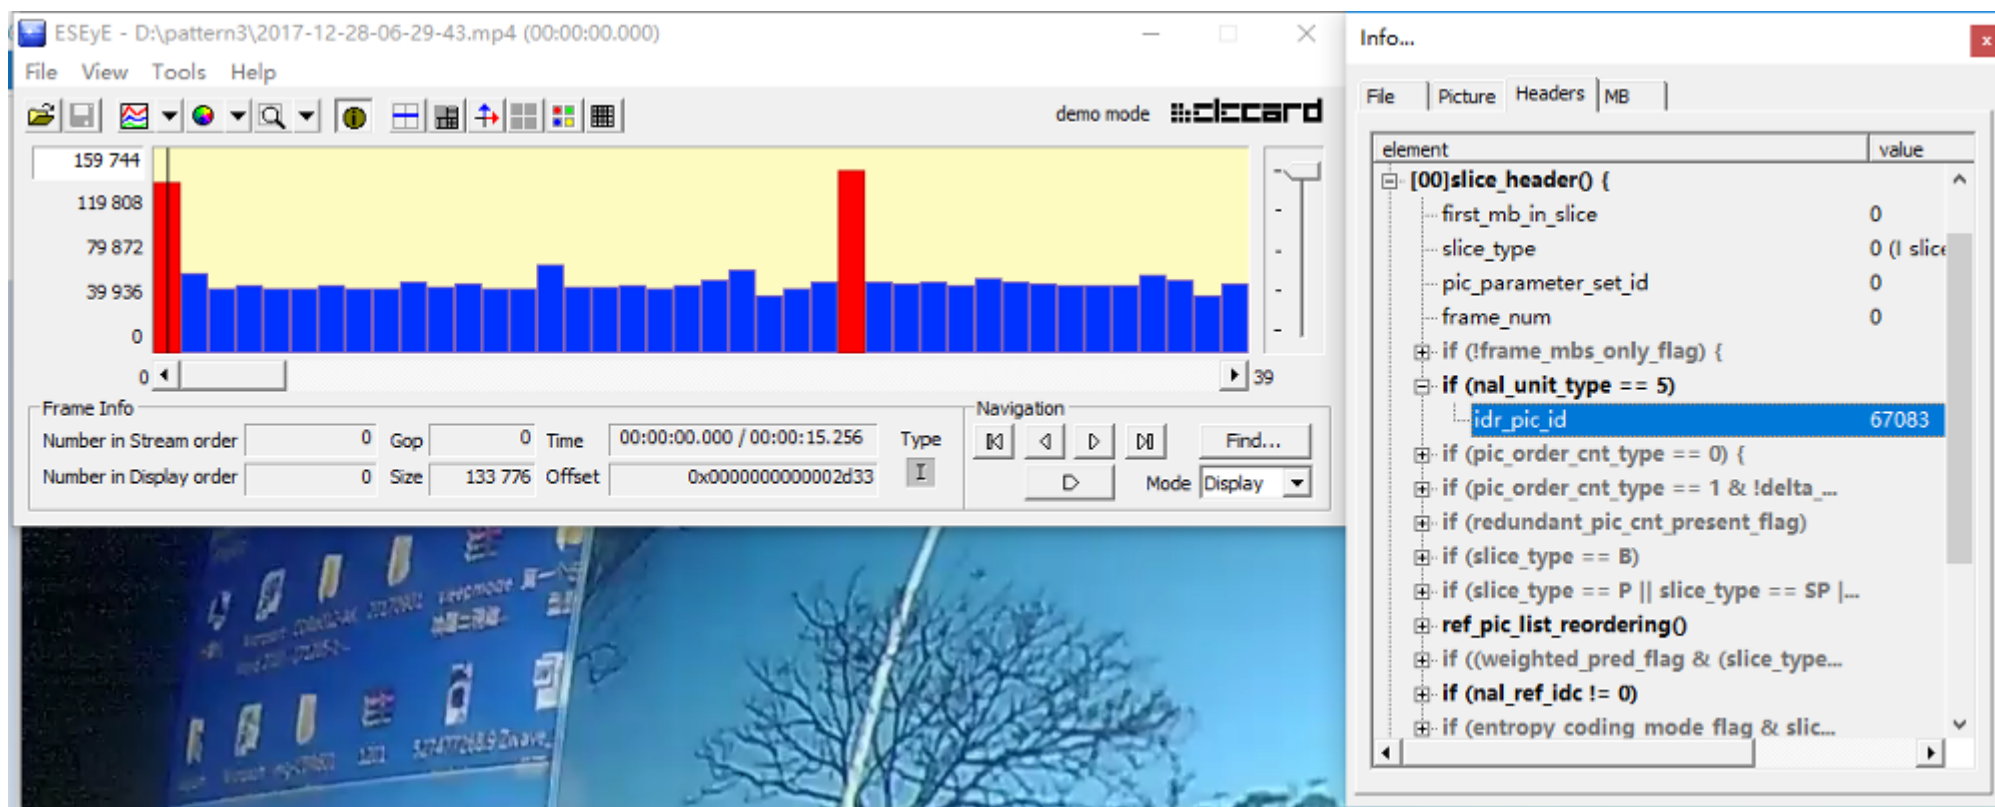 ESEyE - D:\pattern3\2017-12-28-06-29-43.mp4 (00:00:00.000)
File View Tools Help
demo mode elecard
159 744
119 808
79 872
39 936
0
0 39
Frame Info
Number in Stream order 0 Gop 0 Time 00:00:00.000 / 00:00:15.256 Type
Number in Display order 0 Size 133 776 Offset 0x0000000000002d33 I
Navigation
Find...
Mode Display
Info...
File Picture Headers MB
element value
[00]slice_header() {
first_mb_in_slice 0
slice_type 0 (I slice
pic_parameter_set_id 0
frame_num 0
if (!frame_mbs_only_flag) {
if (nal_unit_type == 5)
idr_pic_id 67083
if (pic_order_cnt_type == 0) {
if (pic_order_cnt_type == 1 & !delta_...
if (redundant_pic_cnt_present_flag)
if (slice_type == B)
if (slice_type == P || slice_type == SP |...
ref_pic_list_reordering()
if ((weighted_pred_flag & (slice_type...
if (nal_ref_idc != 0)
if (entropy coding mode flag & slic...